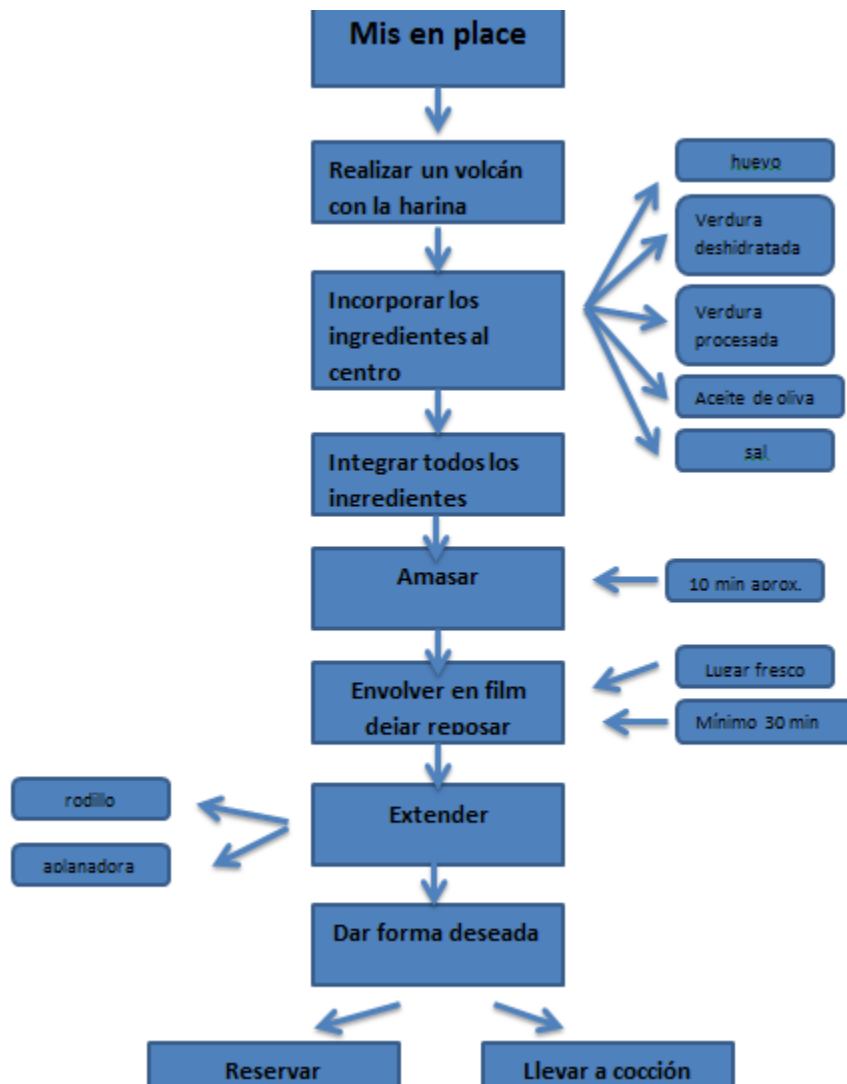 Mis en place
Realizar un volcán
con la harina
huevo
Verdura
deshidratada
Incorporar los
ingredientes al
centro
Verdura
procesada
Aceite de oliva
sal
Integrar todos los
ingredientes
Amasar
10 min aprox.
Envolver en film
dejar reposar
Lugar fresco
Mínimo 30 min
rodillo
Extender
aplanadora
Dar forma deseada
Reservar
Llevar a cocción